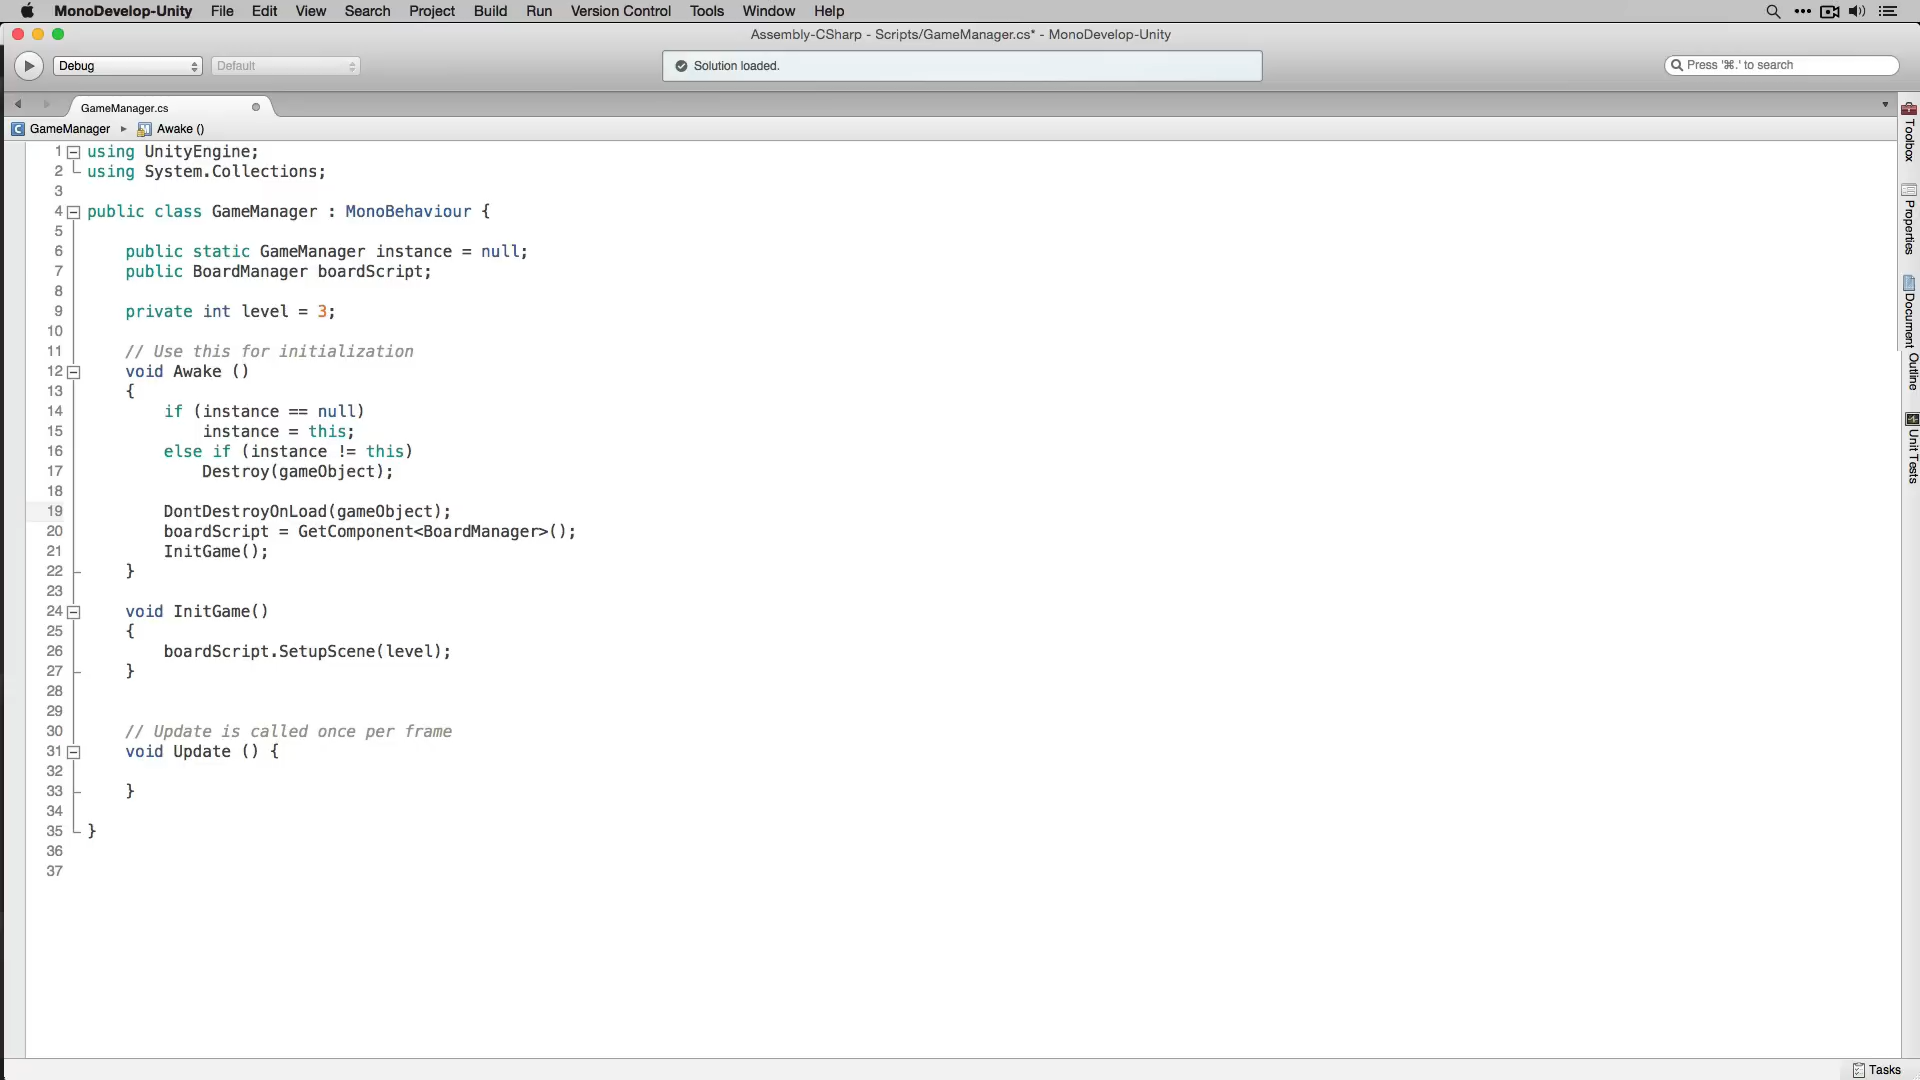 MonoDevelop-Unity File Edit View Search Project Build Run Version Control Tools Window Help
Assembly-CSharp - Scripts/GameManager.cs* - MonoDevelop-Unity
Debug Default Solution loaded. Press '⌘.' to search
GameManager.cs
GameManager Awake ()
1 using UnityEngine;
2 using System.Collections;
3
4 public class GameManager : MonoBehaviour {
5
6 public static GameManager instance = null;
7 public BoardManager boardScript;
8
9 private int level = 3;
10
11 // Use this for initialization
12 void Awake ()
13 {
14 if (instance == null)
15 instance = this;
16 else if (instance != this)
17 Destroy(gameObject);
18
19 DontDestroyOnLoad(gameObject);
20 boardScript = GetComponent<BoardManager>();
21 InitGame();
22 }
23
24 void InitGame()
25 {
26 boardScript.SetupScene(level);
27 }
28
29
30 // Update is called once per frame
31 void Update () {
32
33 }
34
35 }
36
37
Toolbox
Properties
Document Outline
Unit Tests
Tasks